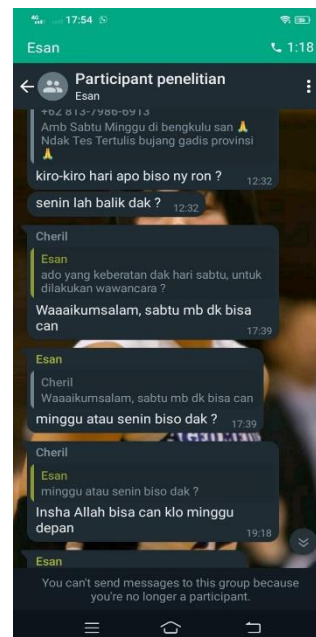 4G 17:54
Esan 1:18
Participant penelitian
Esan
+62 813-7986-6913
Amb Sabtu Minggu di bengkulu san 🙏
Ndak Tes Tertulis bujang gadis provinsi
🙏
kiro-kiro hari apo biso ny ron ?
12:32
senin lah balik dak ? 12:32
Cheril
Esan
ado yang keberatan dak hari sabtu, untuk
dilakukan wawancara ?
Waaaikumsalam, sabtu mb dk bisa
can
17:39
Esan
Cheril
Waaaikumsalam, sabtu mb dk bisa can
minggu atau senin biso dak ? 17:39
Cheril
Esan
minggu atau senin biso dak ?
Insha Allah bisa can klo minggu
depan
19:18
Esan
You can't send messages to this group because
you're no longer a participant.